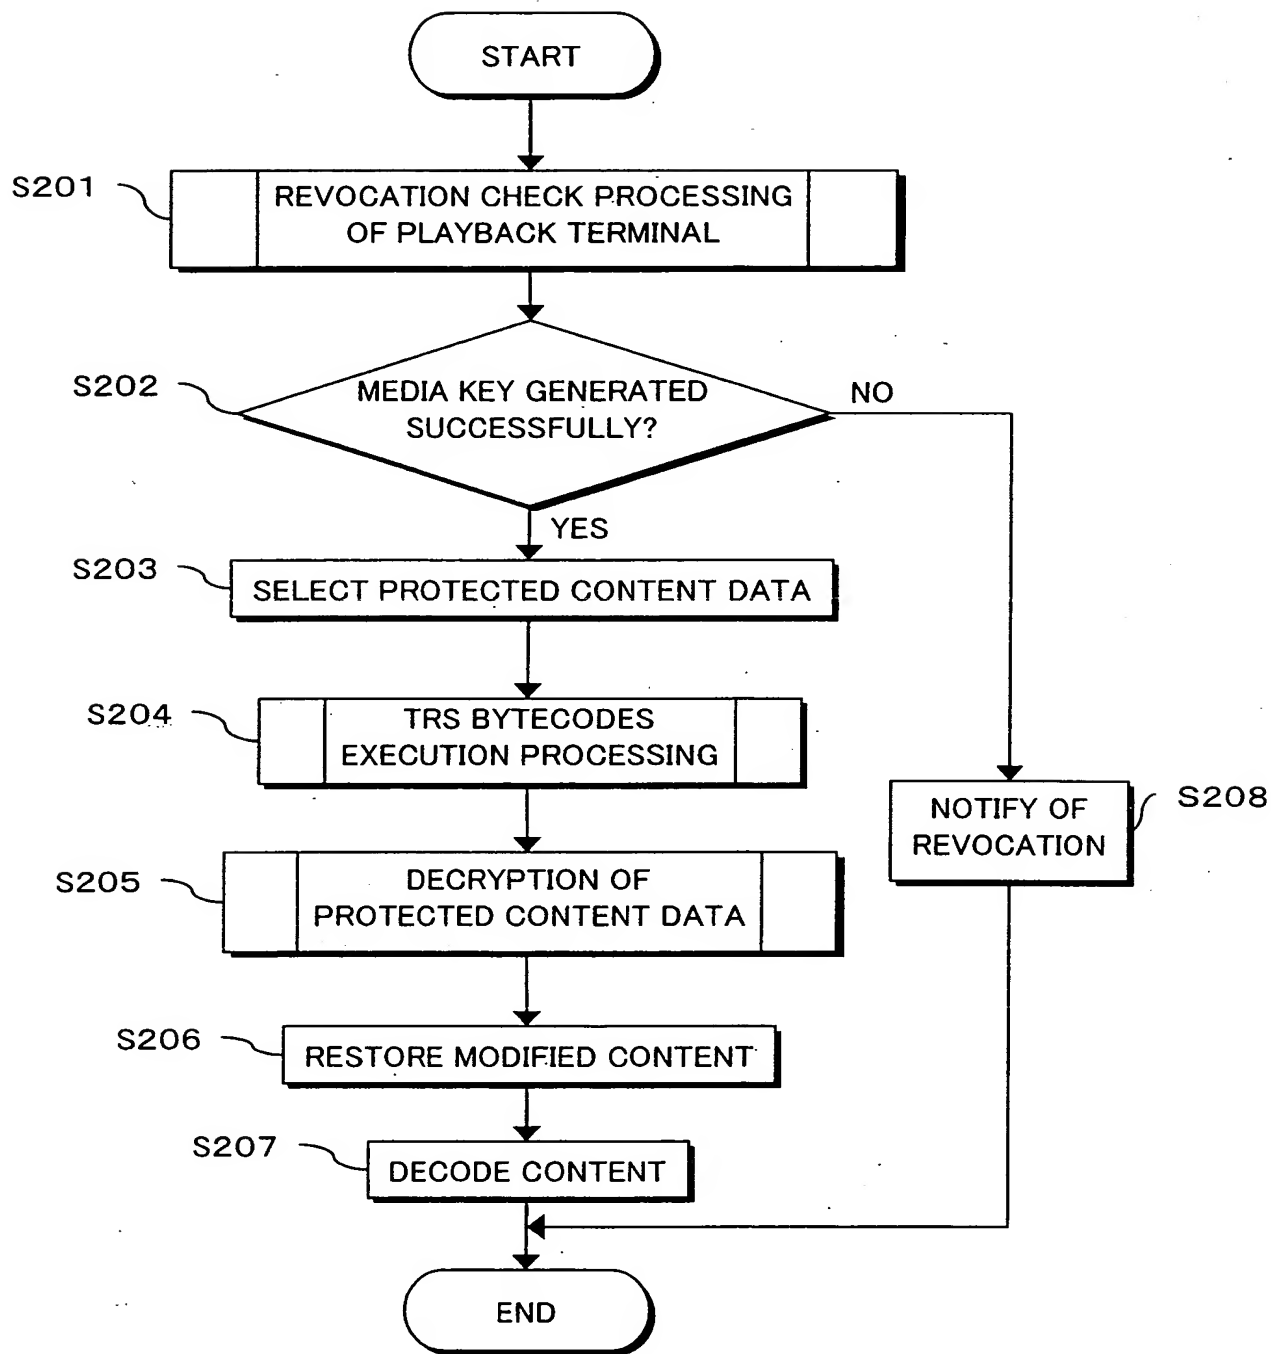 START
S201
REVOCATION CHECK PROCESSING
OF PLAYBACK TERMINAL
S202
MEDIA KEY GENERATED
SUCCESSFULLY?
NO
YES
S203
SELECT PROTECTED CONTENT DATA
S204
TRS BYTECODES
EXECUTION PROCESSING
NOTIFY OF
REVOCATION
S208
S205
DECRYPTION OF
PROTECTED CONTENT DATA
S206
RESTORE MODIFIED CONTENT
S207
DECODE CONTENT
END